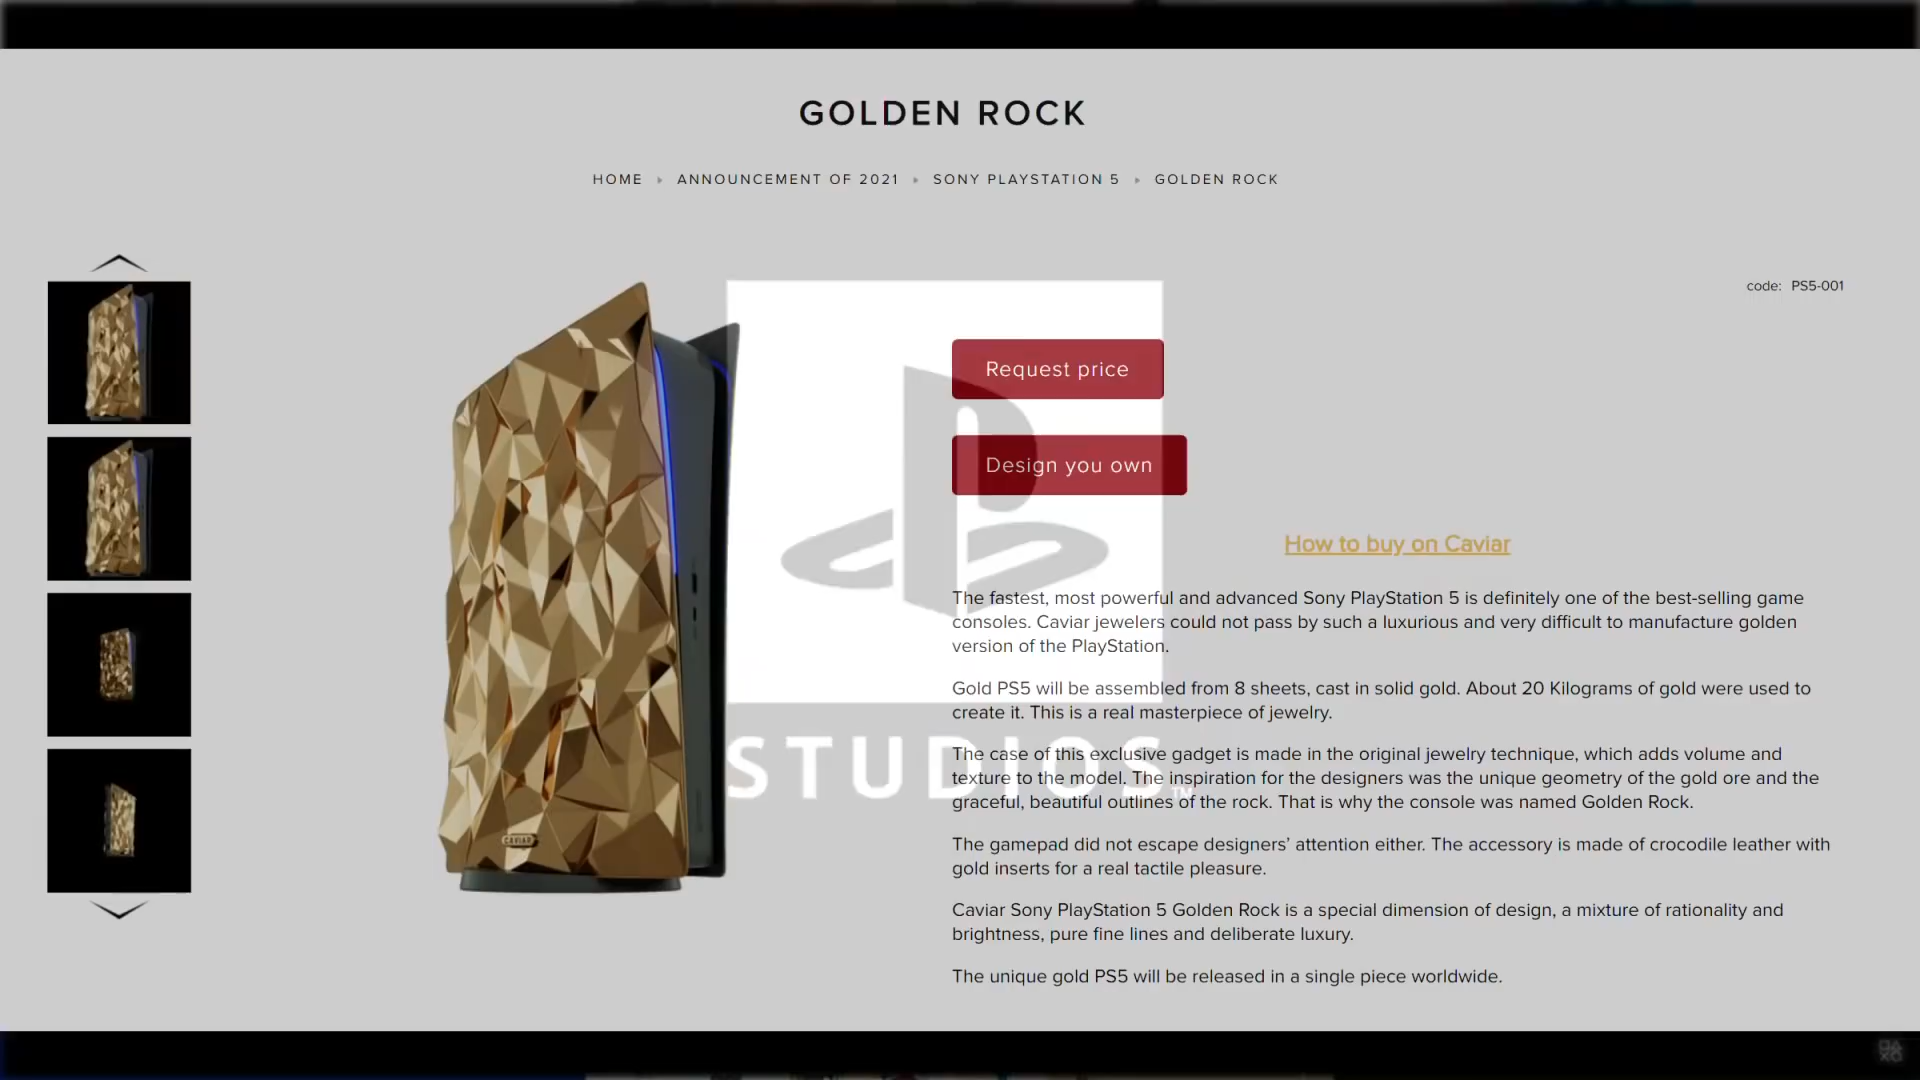 GOLDEN ROCK
HOME ▸ ANNOUNCEMENT OF 2021 ▸ SONY PLAYSTATION 5 ▸ GOLDEN ROCK
code: PS5-001
Request price
Design you own
How to buy on Caviar
The fastest, most powerful and advanced Sony PlayStation 5 is definitely one of the best-selling game
consoles. Caviar jewelers could not pass by such a luxurious and very difficult to manufacture golden
version of the PlayStation.
Gold PS5 will be assembled from 8 sheets, cast in solid gold. About 20 Kilograms of gold were used to
create it. This is a real masterpiece of jewelry.
The case of this exclusive gadget is made in the original jewelry technique, which adds volume and
texture to the model. The inspiration for the designers was the unique geometry of the gold ore and the
graceful, beautiful outlines of the rock. That is why the console was named Golden Rock.
The gamepad did not escape designers’ attention either. The accessory is made of crocodile leather with
gold inserts for a real tactile pleasure.
Caviar Sony PlayStation 5 Golden Rock is a special dimension of design, a mixture of rationality and
brightness, pure fine lines and deliberate luxury.
The unique gold PS5 will be released in a single piece worldwide.
STUDIOS™
CAVIAR